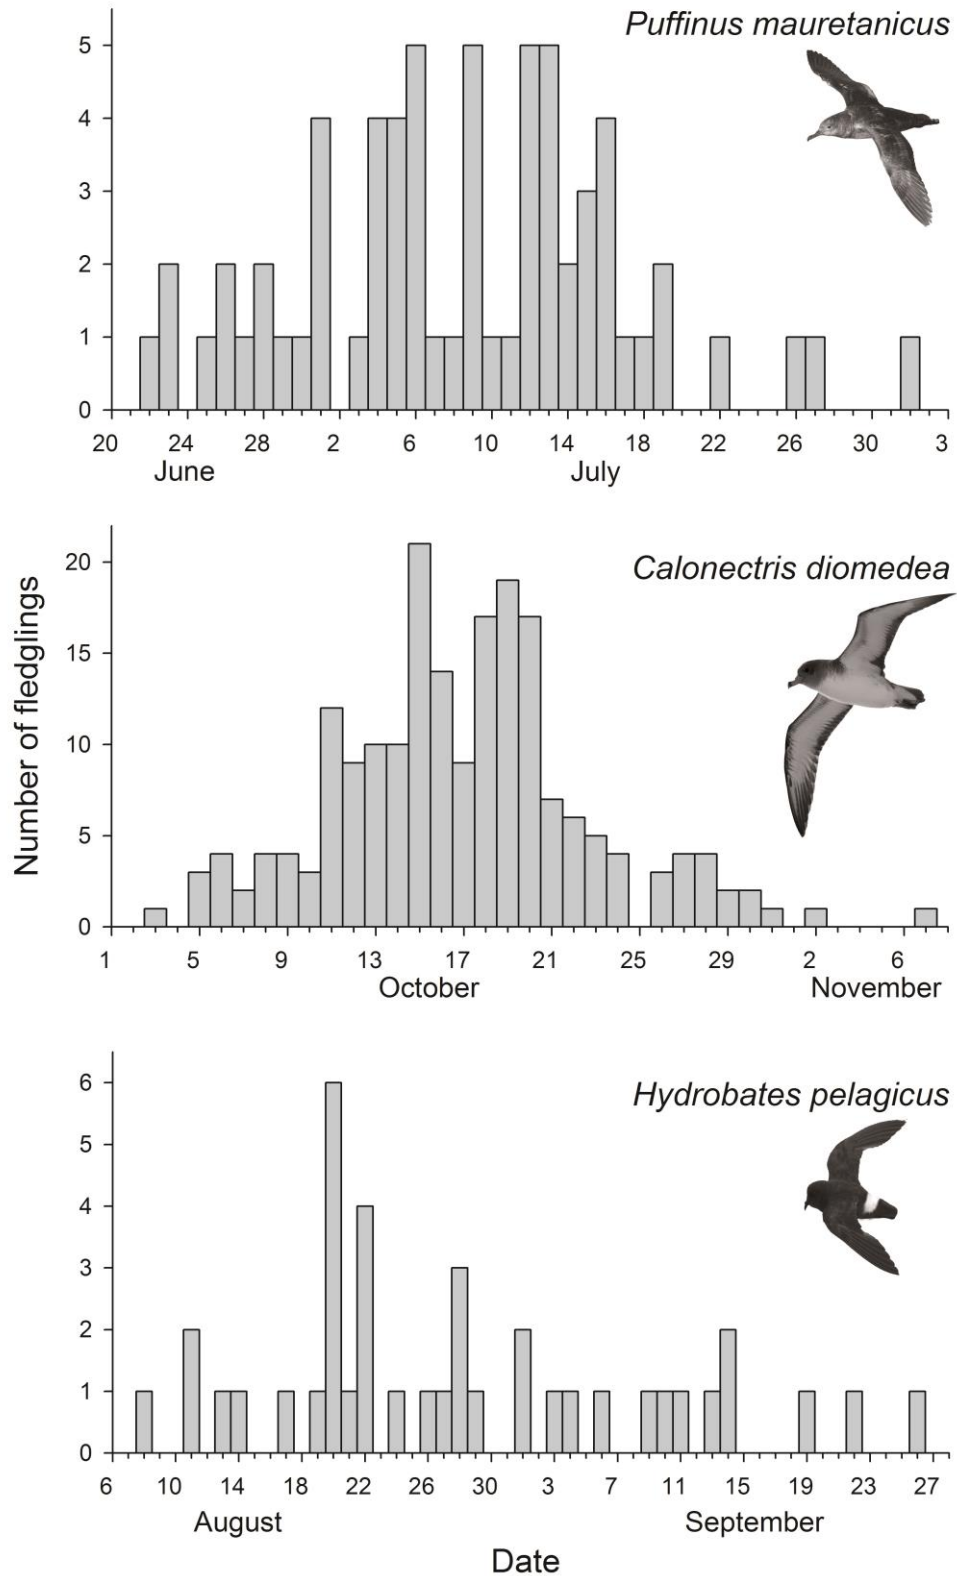 Puffinus mauretanicus
5
4
3
2
1
0
20 24 28 2 6 10 14 18 22 26 30 3
June July
Calonectris diomedea
20
15
10
5
0
1 5 9 13 17 21 25 29 2 6
October November
Number of fledglings
Hydrobates pelagicus
6
5
4
3
2
1
0
6 10 14 18 22 26 30 3 7 11 15 19 23 27
August September
Date